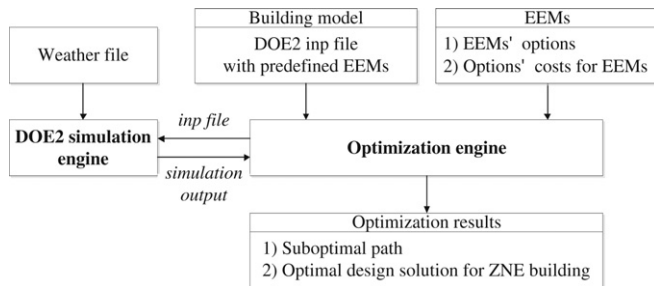 Weather file
Building model
DOE2 inp file
with predefined EEMs
EEMs
1) EEMs' options
2) Options' costs for EEMs
DOE2 simulation
engine
inp file
simulation
output
Optimization engine
Optimization results
1) Suboptimal path
2) Optimal design solution for ZNE building